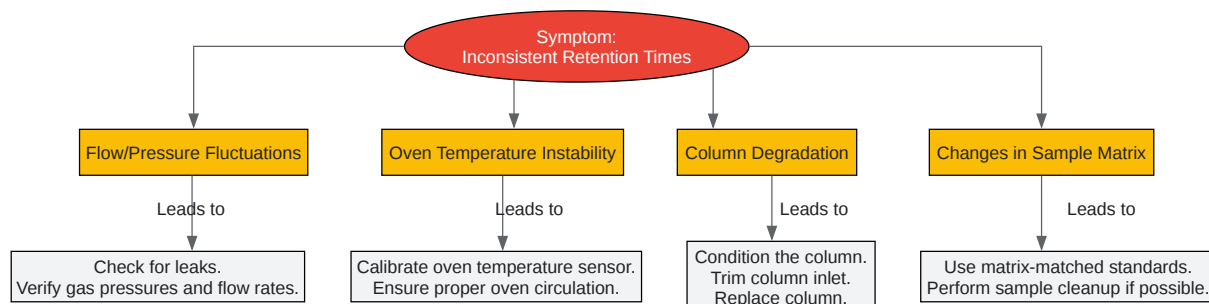 Symptom:
Inconsistent Retention Times
Flow/Pressure Fluctuations
Oven Temperature Instability
Column Degradation
Changes in Sample Matrix
Leads to
Leads to
Leads to
Leads to
Check for leaks.
Verify gas pressures and flow rates.
Calibrate oven temperature sensor.
Ensure proper oven circulation.
Condition the column.
Trim column inlet.
Replace column.
Use matrix-matched standards.
Perform sample cleanup if possible.